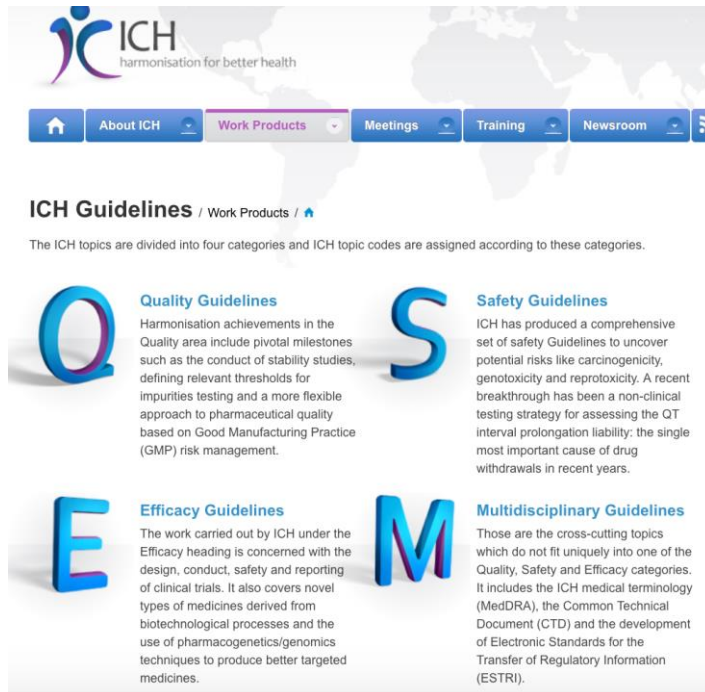 ICH
harmonisation for better health
About ICH
Work Products
Meetings
Training
Newsroom
ICH Guidelines / Work Products /
The ICH topics are divided into four categories and ICH topic codes are assigned according to these categories.
Q
Quality Guidelines
Harmonisation achievements in the
Quality area include pivotal milestones
such as the conduct of stability studies,
defining relevant thresholds for
impurities testing and a more flexible
approach to pharmaceutical quality
based on Good Manufacturing Practice
(GMP) risk management.
S
Safety Guidelines
ICH has produced a comprehensive
set of safety Guidelines to uncover
potential risks like carcinogenicity,
genotoxicity and reprotoxicity. A recent
breakthrough has been a non-clinical
testing strategy for assessing the QT
interval prolongation liability: the single
most important cause of drug
withdrawals in recent years.
E
Efficacy Guidelines
The work carried out by ICH under the
Efficacy heading is concerned with the
design, conduct, safety and reporting
of clinical trials. It also covers novel
types of medicines derived from
biotechnological processes and the
use of pharmacogenetics/genomics
techniques to produce better targeted
medicines.
M
Multidisciplinary Guidelines
Those are the cross-cutting topics
which do not fit uniquely into one of the
Quality, Safety and Efficacy categories.
It includes the ICH medical terminology
(MedDRA), the Common Technical
Document (CTD) and the development
of Electronic Standards for the
Transfer of Regulatory Information
(ESTRI).